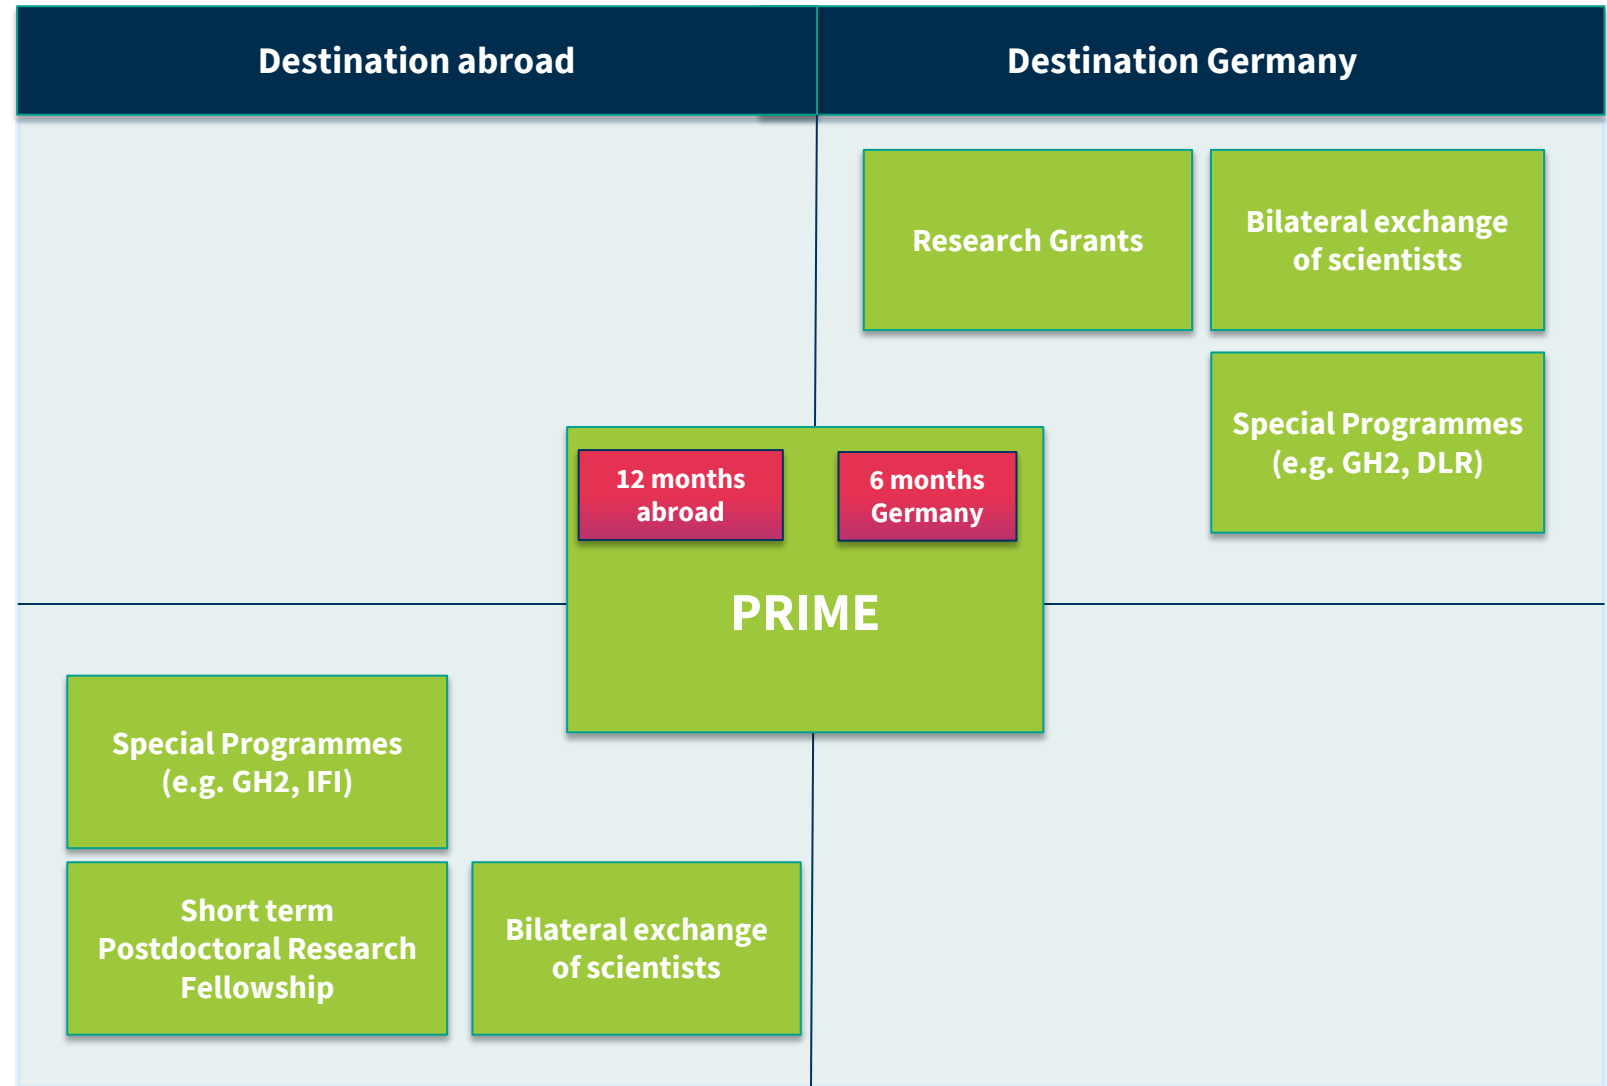 Destination abroad
Destination Germany
Research Grants
Bilateral exchange
of scientists
Special Programmes
(e.g. GH2, DLR)
12 months
abroad
6 months
Germany
PRIME
Special Programmes
(e.g. GH2, IFI)
Short term
Postdoctoral Research
Fellowship
Bilateral exchange
of scientists